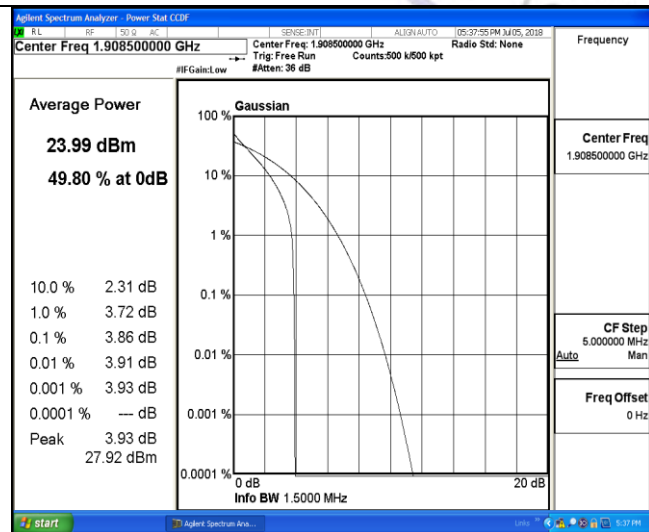 Agilent Spectrum Analyzer - Power Stat CCDF
RL RF 50 Ω AC SENSE:INT ALIGNAUTO 05:37:55 PM Jul 05, 2018
Center Freq 1.908500000 GHz
Center Freq: 1.908500000 GHz Radio Std: None
Trig: Free Run Counts:500 k/500 kpt
#IFGain:Low #Atten: 36 dB
Frequency
Average Power
23.99 dBm
49.80 % at 0dB
10.0 % 2.31 dB
1.0 % 3.72 dB
0.1 % 3.86 dB
0.01 % 3.91 dB
0.001 % 3.93 dB
0.0001 % --- dB
Peak 3.93 dB
27.92 dBm
Gaussian
100 %
10 %
1 %
0.1 %
0.01 %
0.001 %
0.0001 %
0 dB 20 dB
Info BW 1.5000 MHz
Center Freq
1.908500000 GHz
CF Step
5.000000 MHz
Auto Man
Freq Offset
0 Hz
start Agilent Spectrum Ana... Links 5:37 PM